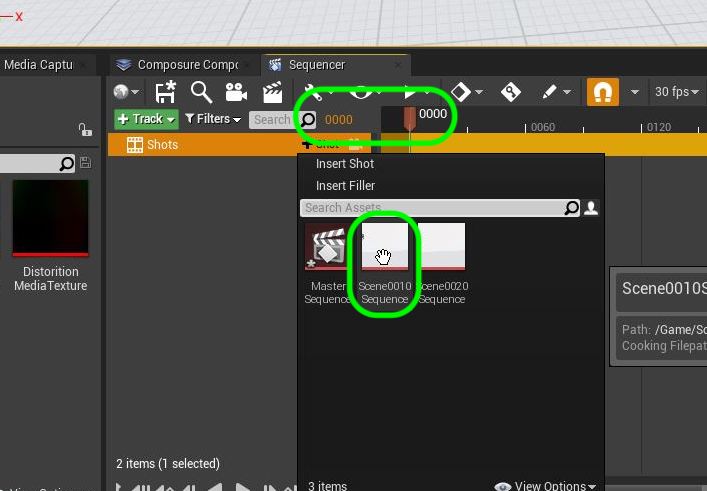 X
Media Captu
Composure Compo
Sequencer
30 fps
Track
Filters
Search
0000
0000
0060
0120
Shots
Insert Shot
Insert Filler
Search Assets
Distorition
MediaTexture
Master
Sequence
Scene0010
Sequence
Scene0020
Sequence
Scene0010S
Path: /Game/Sc
Cooking Filepat
2 items (1 selected)
3 items
View Options